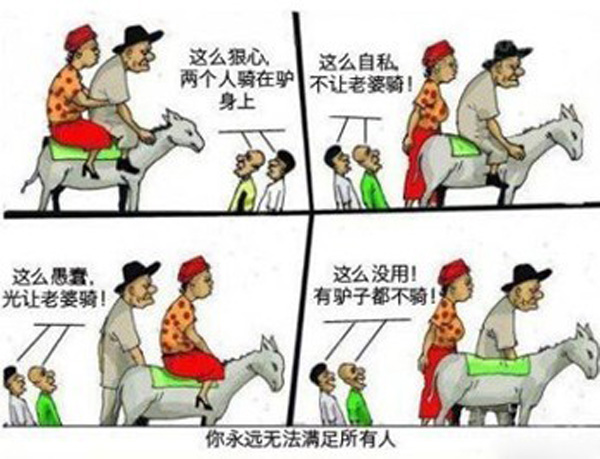 这么狠心，
两个人骑在驴
身上
这么自私，
不让老婆骑！
这么愚蠢，
光让老婆骑！
这么没用！
有驴子都不骑！
你永远无法满足所有人